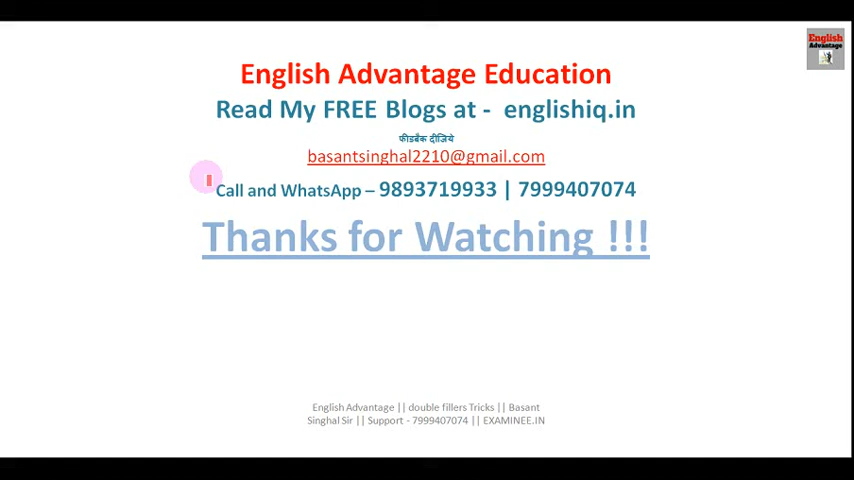 English
Advantage
English Advantage Education
Read My FREE Blogs at - englishiq.in
फीडबैक दीजिये
basantsinghal2210@gmail.com
Call and WhatsApp – 9893719933 | 7999407074
Thanks for Watching !!!
English Advantage || double fillers Tricks || Basant
Singhal Sir || Support - 7999407074 || EXAMINEE.IN